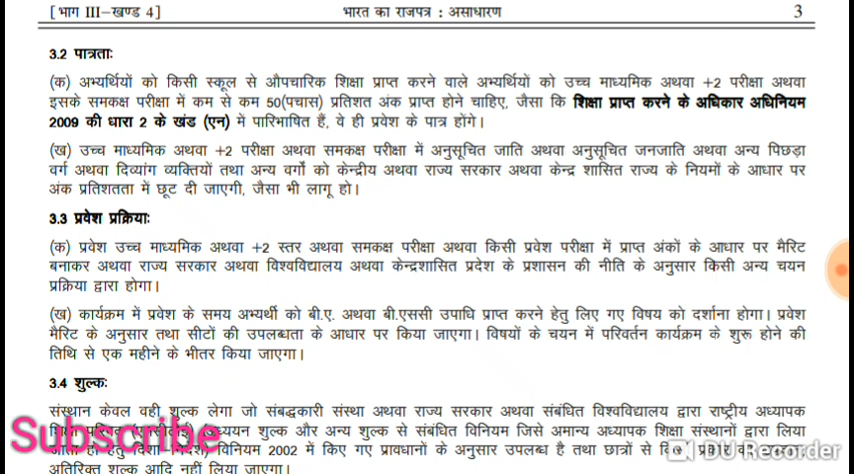 [ भाग III—खण्ड 4]
भारत का राजपत्र : असाधारण
3
3.2 पात्रताः
(क) अभ्यर्थियों को किसी स्कूल से औपचारिक शिक्षा प्राप्त करने वाले अभ्यर्थियों को उच्च माध्यमिक अथवा +2 परीक्षा अथवा
इसके समकक्ष परीक्षा में कम से कम 50(पचास) प्रतिशत अंक प्राप्त होने चाहिए, जैसा कि शिक्षा प्राप्त करने के अधिकार अधिनियम
2009 की धारा 2 के खंड (एन) में पारिभाषित हैं, वे ही प्रवेश के पात्र होंगे।
(ख) उच्च माध्यमिक अथवा +2 परीक्षा अथवा समकक्ष परीक्षा में अनुसूचित जाति अथवा अनुसूचित जनजाति अथवा अन्य पिछड़ा
वर्ग अथवा दिव्यांग व्यक्तियों तथा अन्य वर्गों को केन्द्रीय अथवा राज्य सरकार अथवा केन्द्र शासित राज्य के नियमों के आधार पर
अंक प्रतिशतता में छूट दी जाएगी, जैसा भी लागू हो।
3.3 प्रवेश प्रक्रियाः
(क) प्रवेश उच्च माध्यमिक अथवा +2 स्तर अथवा समकक्ष परीक्षा अथवा किसी प्रवेश परीक्षा में प्राप्त अंकों के आधार पर मैरिट
बनाकर अथवा राज्य सरकार अथवा विश्वविद्यालय अथवा केन्द्रशासित प्रदेश के प्रशासन की नीति के अनुसार किसी अन्य चयन
प्रक्रिया द्वारा होगा।
(ख) कार्यक्रम में प्रवेश के समय अभ्यर्थी को बी.ए. अथवा बी.एससी उपाधि प्राप्त करने हेतु लिए गए विषय को दर्शाना होगा। प्रवेश
मैरिट के अनुसार तथा सीटों की उपलब्धता के आधार पर किया जाएगा। विषयों के चयन में परिवर्तन कार्यक्रम के शुरू होने की
तिथि से एक महीने के भीतर किया जाएगा।
3.4 शुल्कः
संस्थान केवल वही शुल्क लेगा जो संबद्धकारी संस्था अथवा राज्य सरकार अथवा संबंधित विश्वविद्यालय द्वारा राष्ट्रीय अध्यापक
शुल्क और अन्य शुल्क से संबंधित विनियम जिसे अमान्य अध्यापक शिक्षा संस्थानों द्वारा लिया
विनियम 2002 में किए गए प्रावधानों के अनुसार उपलब्ध है तथा छात्रों से
अतिरिक्त शुल्क आदि नहीं लिया जाएगा।
Subscribe
DU Recorder